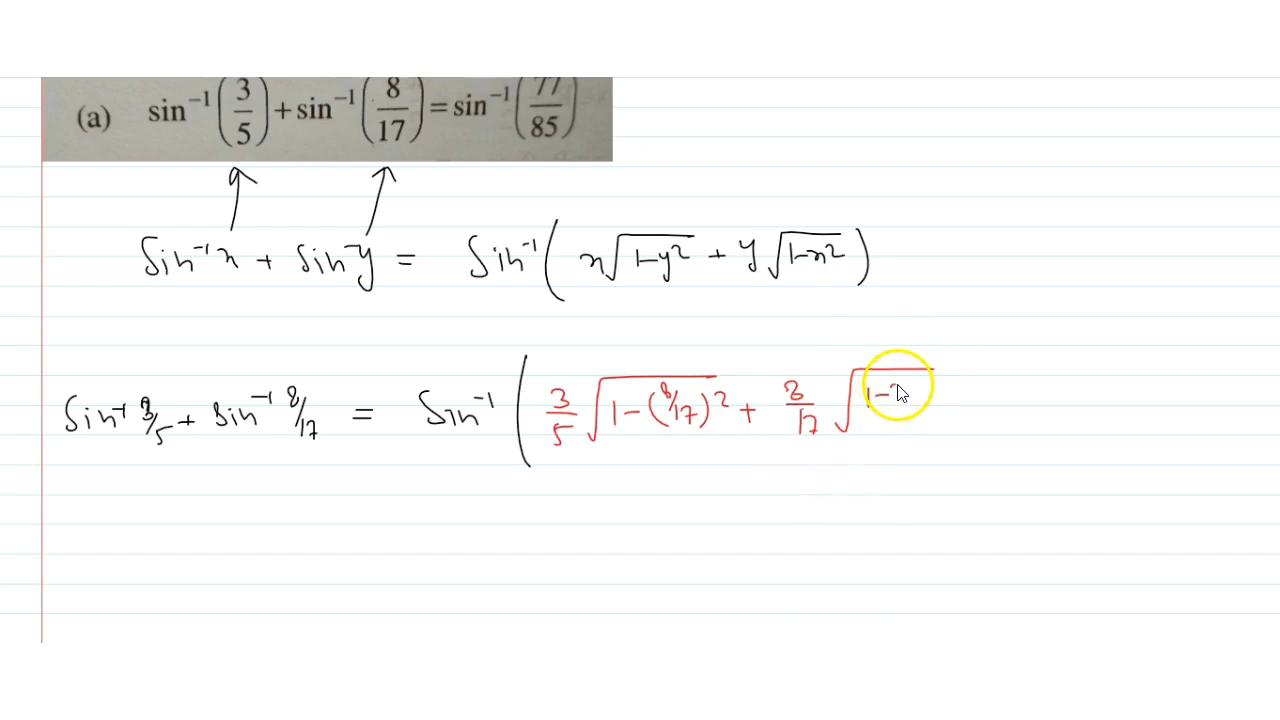 (a) sin⁻¹(3/5) + sin⁻¹(8/17) = sin⁻¹(77/85)
Sin⁻¹x + Sin⁻y = Sin⁻¹(x√(1-y²) + y√(1-x²))
Sin⁻¹ 3/5 + Sin⁻¹ 8/17 = Sin⁻¹( 3/5 √(1-(8/17)²) + 8/17 √(1-